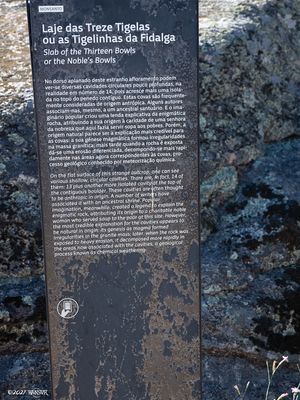 MONSANTO
Laje das Treze Tigelas
ou as Tigelinhas da Fidalga
Slab of the Thirteen Bowls
or the Noble's Bowls
No dorso aplanado deste estranho afloramento podem
ver-se diversas cavidades circulares pouco profundas, na
realidade em número de 14, pois acresce mais uma isola-
da no topo do penedo contíguo. Estas covas são frequente-
mente consideradas de origem antrópica. Alguns autores
associam-nas, mesmo, a um ancestral santuário. E o ima-
ginário popular criou uma lenda explicativa da enigmática
rocha, atribuindo a sua origem à caridade de uma senhora
da nobreza que aqui fazia servir sopa aos pobres. Porém, a
origem natural parece ser a explicação mais credível para
as covas: a sua génese magmática formou irregularidades
na massa granítica; mais tarde quando a rocha é expos-
ta a uma erosão diferenciada, decompondo-se mais rapi-
damente nas áreas agora correspondentes às covas, pro-
cesso geológico conhecido por meteorização química.
On the flat surface of this strange outcrop, one can see
various shallow, circular cavities. There are, in fact, 14 of
them: 13 plus another more isolated carvingat the top of
the contiguous boulder. These cavities are often thought
to be anthropic in origin. A number of writers have
associated it with an ancestral shrine. Popular
imagination, meanwhile, created a legend to explain the
enigmatic rock, attributing its origin to a charitable noble
woman who served soup to the poor at this site. However,
the most credible explanation for the cavities appears to
be natural in origin: its genesis as magma formed
irregularities in the granite mass; later, when the rock was
exposed to heavy erosion, it decomposed more rapidly in
the areas now associated with the cavities, a geological
process known as chemical weathering.